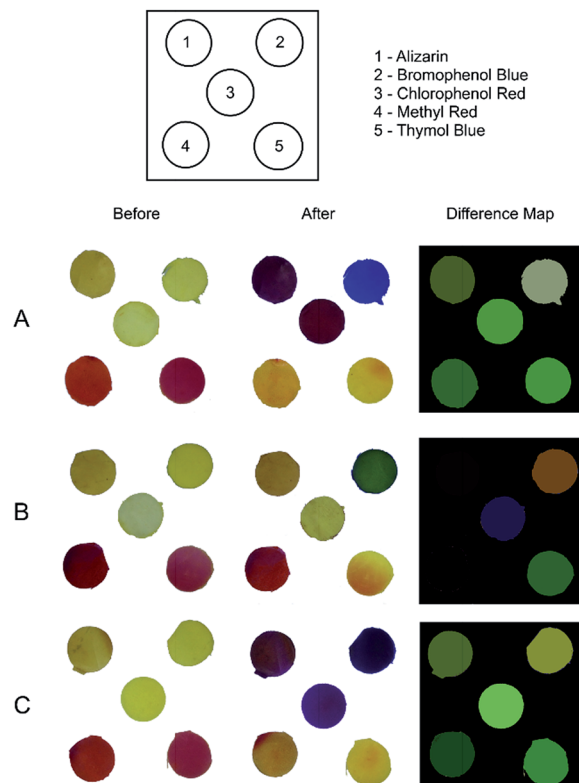 1 2
3
4 5
1 - Alizarin
2 - Bromophenol Blue
3 - Chlorophenol Red
4 - Methyl Red
5 - Thymol Blue
Before After Difference Map
A
B
C